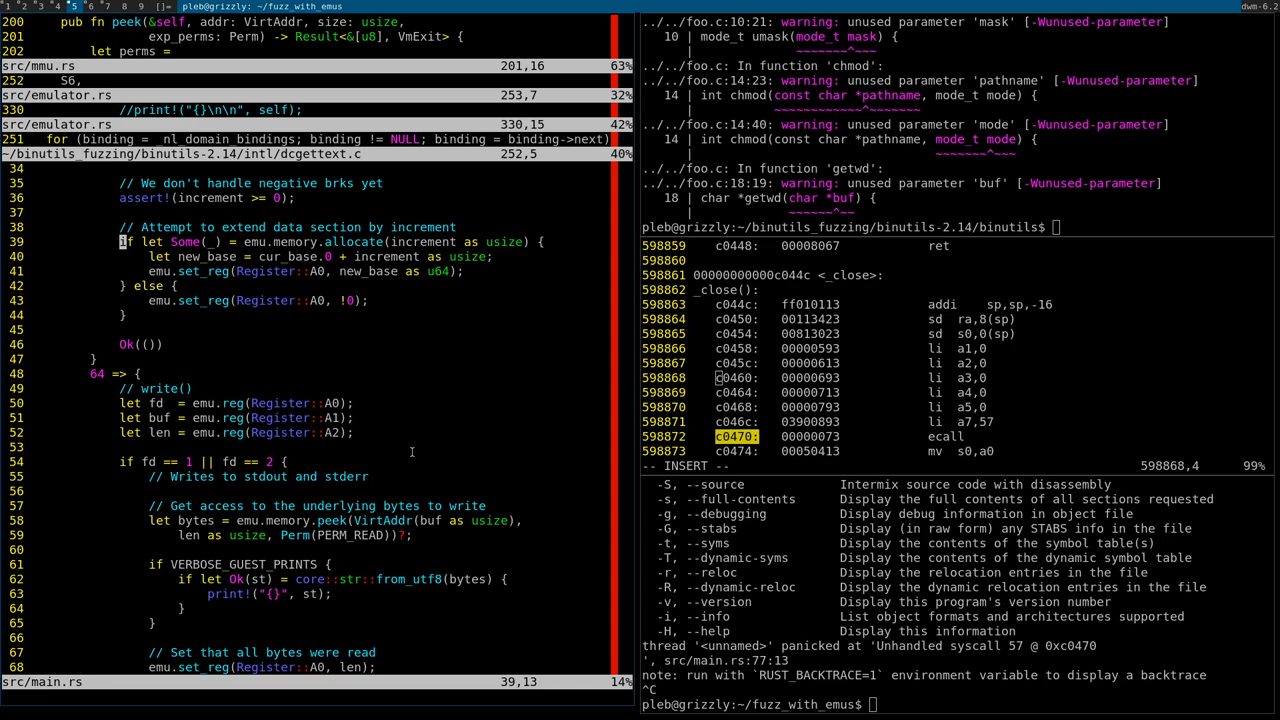 1 2 3 4 5 6 7 8 9 []= pleb@grizzly: ~/fuzz_with_emus dwm-6.2
200 pub fn peek(&self, addr: VirtAddr, size: usize,
201 exp_perms: Perm) -> Result<&[u8], VmExit> {
202 let perms =
src/mmu.rs 201,16 63%
252 S6,
src/emulator.rs 253,7 32%
330 //print!("{}\n\n", self);
src/emulator.rs 330,15 42%
251 for (binding = _nl_domain_bindings; binding != NULL; binding = binding->next)
~/binutils_fuzzing/binutils-2.14/intl/dcgettext.c 252,5 40%
34
35 // We don't handle negative brks yet
36 assert!(increment >= 0);
37
38 // Attempt to extend data section by increment
39 if let Some(_) = emu.memory.allocate(increment as usize) {
40 let new_base = cur_base.0 + increment as usize;
41 emu.set_reg(Register::A0, new_base as u64);
42 } else {
43 emu.set_reg(Register::A0, !0);
44 }
45
46 Ok(())
47 }
48 64 => {
49 // write()
50 let fd  = emu.reg(Register::A0);
51 let buf = emu.reg(Register::A1);
52 let len = emu.reg(Register::A2);
53
54 if fd == 1 || fd == 2 {
55 // Writes to stdout and stderr
56
57 // Get access to the underlying bytes to write
58 let bytes = emu.memory.peek(VirtAddr(buf as usize),
59 len as usize, Perm(PERM_READ))?;
60
61 if VERBOSE_GUEST_PRINTS {
62 if let Ok(st) = core::str::from_utf8(bytes) {
63 print!("{}", st);
64 }
65 }
66
67 // Set that all bytes were read
68 emu.set_reg(Register::A0, len);
src/main.rs 39,13 14%
../../foo.c:10:21: warning: unused parameter 'mask' [-Wunused-parameter]
10 | mode_t umask(mode_t mask) {
| ~~~~~~~^~~~
../../foo.c: In function 'chmod':
../../foo.c:14:23: warning: unused parameter 'pathname' [-Wunused-parameter]
14 | int chmod(const char *pathname, mode_t mode) {
| ~~~~~~~~~~~~^~~~~~~~
../../foo.c:14:40: warning: unused parameter 'mode' [-Wunused-parameter]
14 | int chmod(const char *pathname, mode_t mode) {
| ~~~~~~~^~~~
../../foo.c: In function 'getwd':
../../foo.c:18:19: warning: unused parameter 'buf' [-Wunused-parameter]
18 | char *getwd(char *buf) {
| ~~~~~~^~~
pleb@grizzly:~/binutils_fuzzing/binutils-2.14/binutils$
598859 c0448: 00008067 ret
598860
598861 00000000000c044c <_close>:
598862 _close():
598863 c044c: ff010113 addi sp,sp,-16
598864 c0450: 00113423 sd ra,8(sp)
598865 c0454: 00813023 sd s0,0(sp)
598866 c0458: 00000593 li a1,0
598867 c045c: 00000613 li a2,0
598868 c0460: 00000693 li a3,0
598869 c0464: 00000713 li a4,0
598870 c0468: 00000793 li a5,0
598871 c046c: 03900893 li a7,57
598872 c0470: 00000073 ecall
598873 c0474: 00050413 mv s0,a0
-- INSERT -- 598868,4 99%
-S, --source Intermix source code with disassembly
-s, --full-contents Display the full contents of all sections requested
-g, --debugging Display debug information in object file
-G, --stabs Display (in raw form) any STABS info in the file
-t, --syms Display the contents of the symbol table(s)
-T, --dynamic-syms Display the contents of the dynamic symbol table
-r, --reloc Display the relocation entries in the file
-R, --dynamic-reloc Display the dynamic relocation entries in the file
-v, --version Display this program's version number
-i, --info List object formats and architectures supported
-H, --help Display this information
thread '<unnamed>' panicked at 'Unhandled syscall 57 @ 0xc0470
', src/main.rs:77:13
note: run with `RUST_BACKTRACE=1` environment variable to display a backtrace
^C
pleb@grizzly:~/fuzz_with_emus$